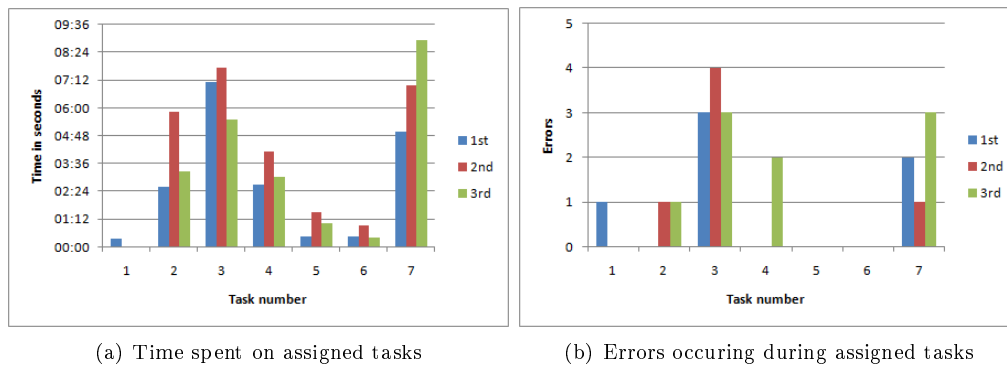 09:36
08:24
07:12
06:00
04:48
03:36
02:24
01:12
00:00
Time in seconds
1 2 3 4 5 6 7
Task number
1st
2nd
3rd
(a) Time spent on assigned tasks
5
4
3
2
1
0
Errors
1 2 3 4 5 6 7
Task number
1st
2nd
3rd
(b) Errors occuring during assigned tasks